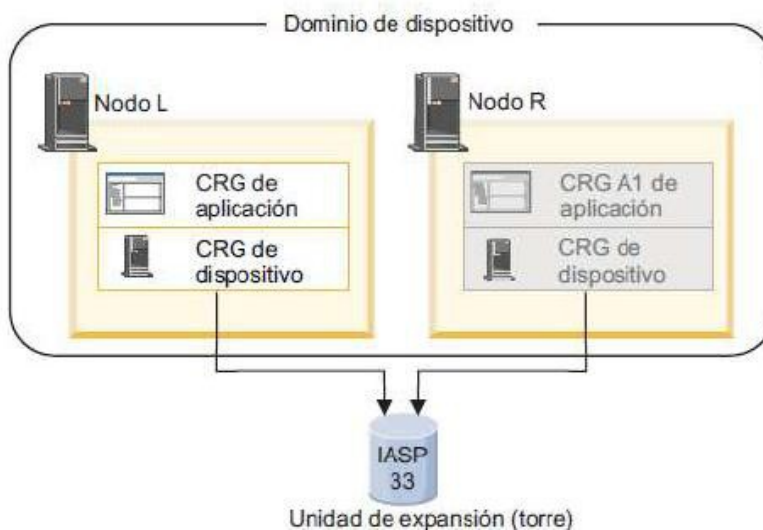 Dominio de dispositivo
Nodo L
Nodo R
CRG de
aplicación
CRG de
dispositivo
CRG A1 de
aplicación
CRG de
dispositivo
IASP
33
Unidad de expansión (torre)